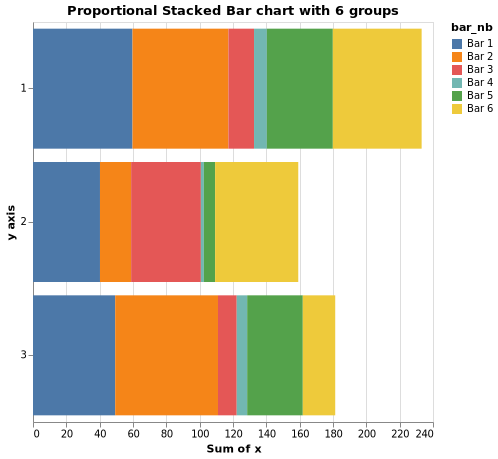 Proportional Stacked Bar chart with 6 groups
bar_nb
Bar 1
Bar 2
Bar 3
Bar 4
Bar 5
Bar 6
y axis
1
2
3
0 20 40 60 80 100 120 140 160 180 200 220 240
Sum of x